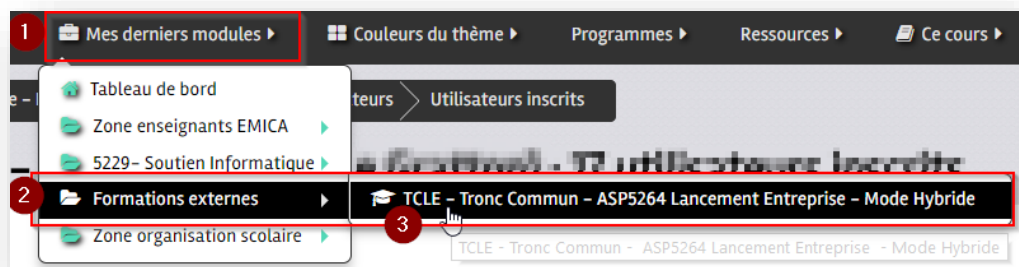 1 Mes derniers modules Couleurs du thème Programmes Ressources Ce cours
Tableau de bord
e – teurs Utilisateurs inscrits
Zone enseignants EMICA
5229– Soutien Informatique
2 Formations externes TCLE – Tronc Commun – ASP5264 Lancement Entreprise – Mode Hybride
3
Zone organisation scolaire
TCLE - Tronc Commun - ASP5264 Lancement Entreprise - Mode Hybride